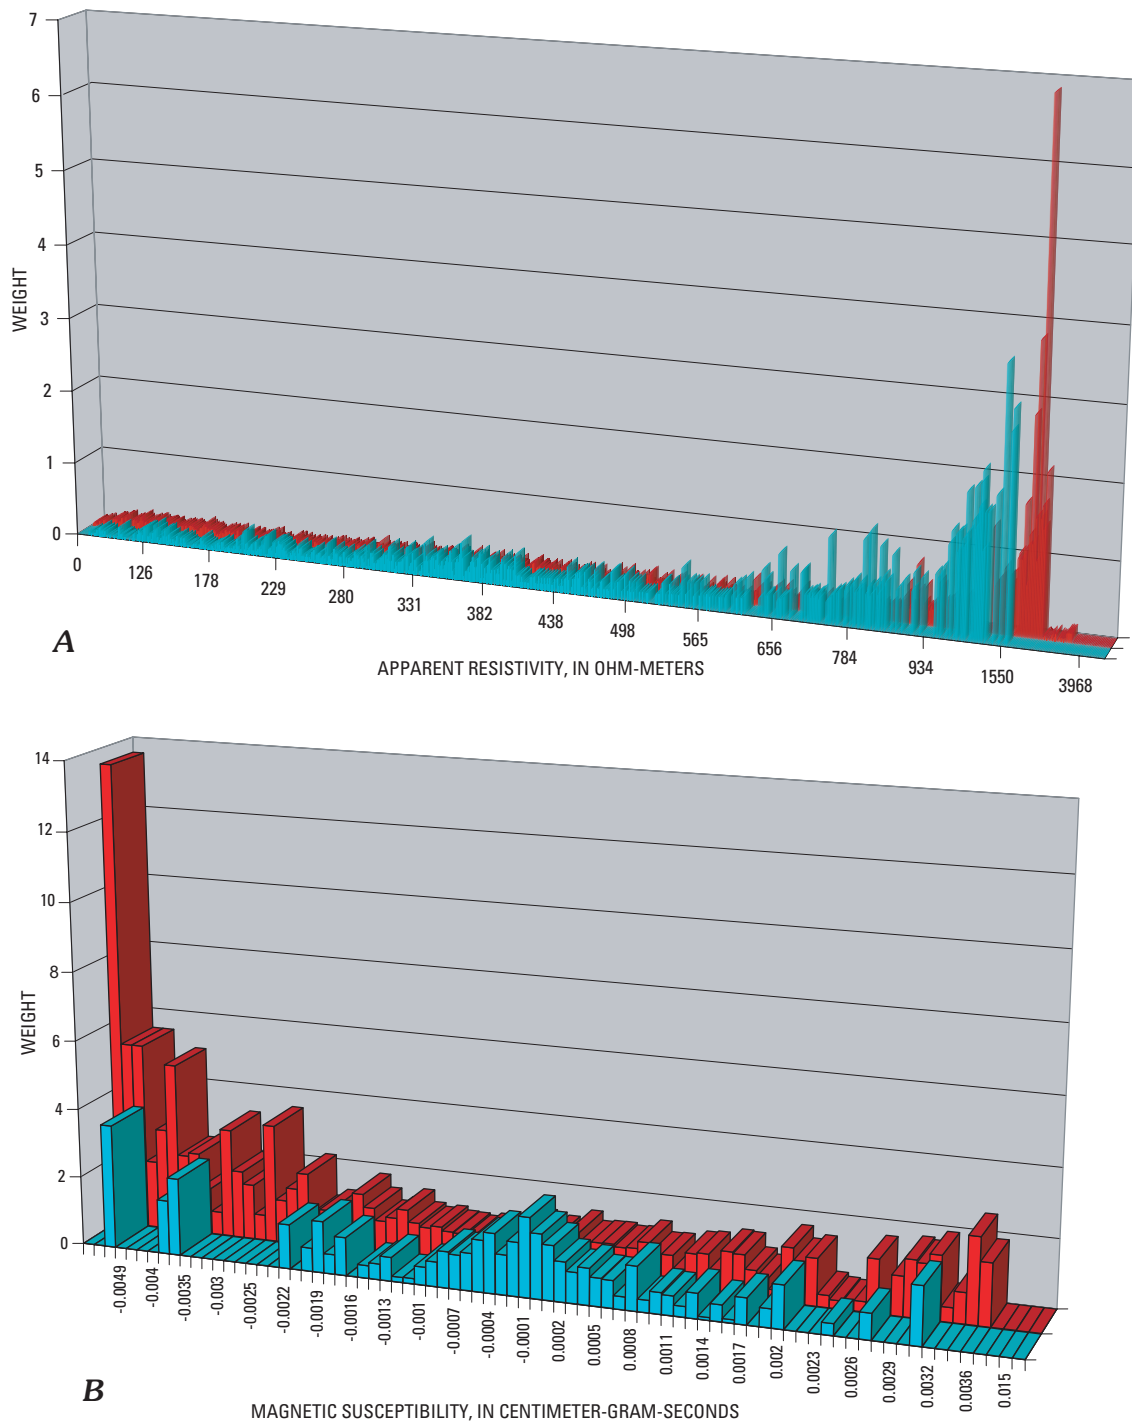 7
6
5
4
3
2
1
0
WEIGHT
0 126 178 229 280 331 382 438 498 565 656 784 934 1550 3968
A
APPARENT RESISTIVITY, IN OHM-METERS
14
12
10
8
6
4
2
0
WEIGHT
-0.0049 -0.004 -0.0035 -0.003 -0.0025 -0.0022 -0.0019 -0.0016 -0.0013 -0.001 -0.0007 -0.0004 -0.0001 0.0002 0.0005 0.0008 0.0011 0.0014 0.0017 0.002 0.0023 0.0026 0.0029 0.0032 0.0036 0.015
B
MAGNETIC SUSCEPTIBILITY, IN CENTIMETER-GRAM-SECONDS